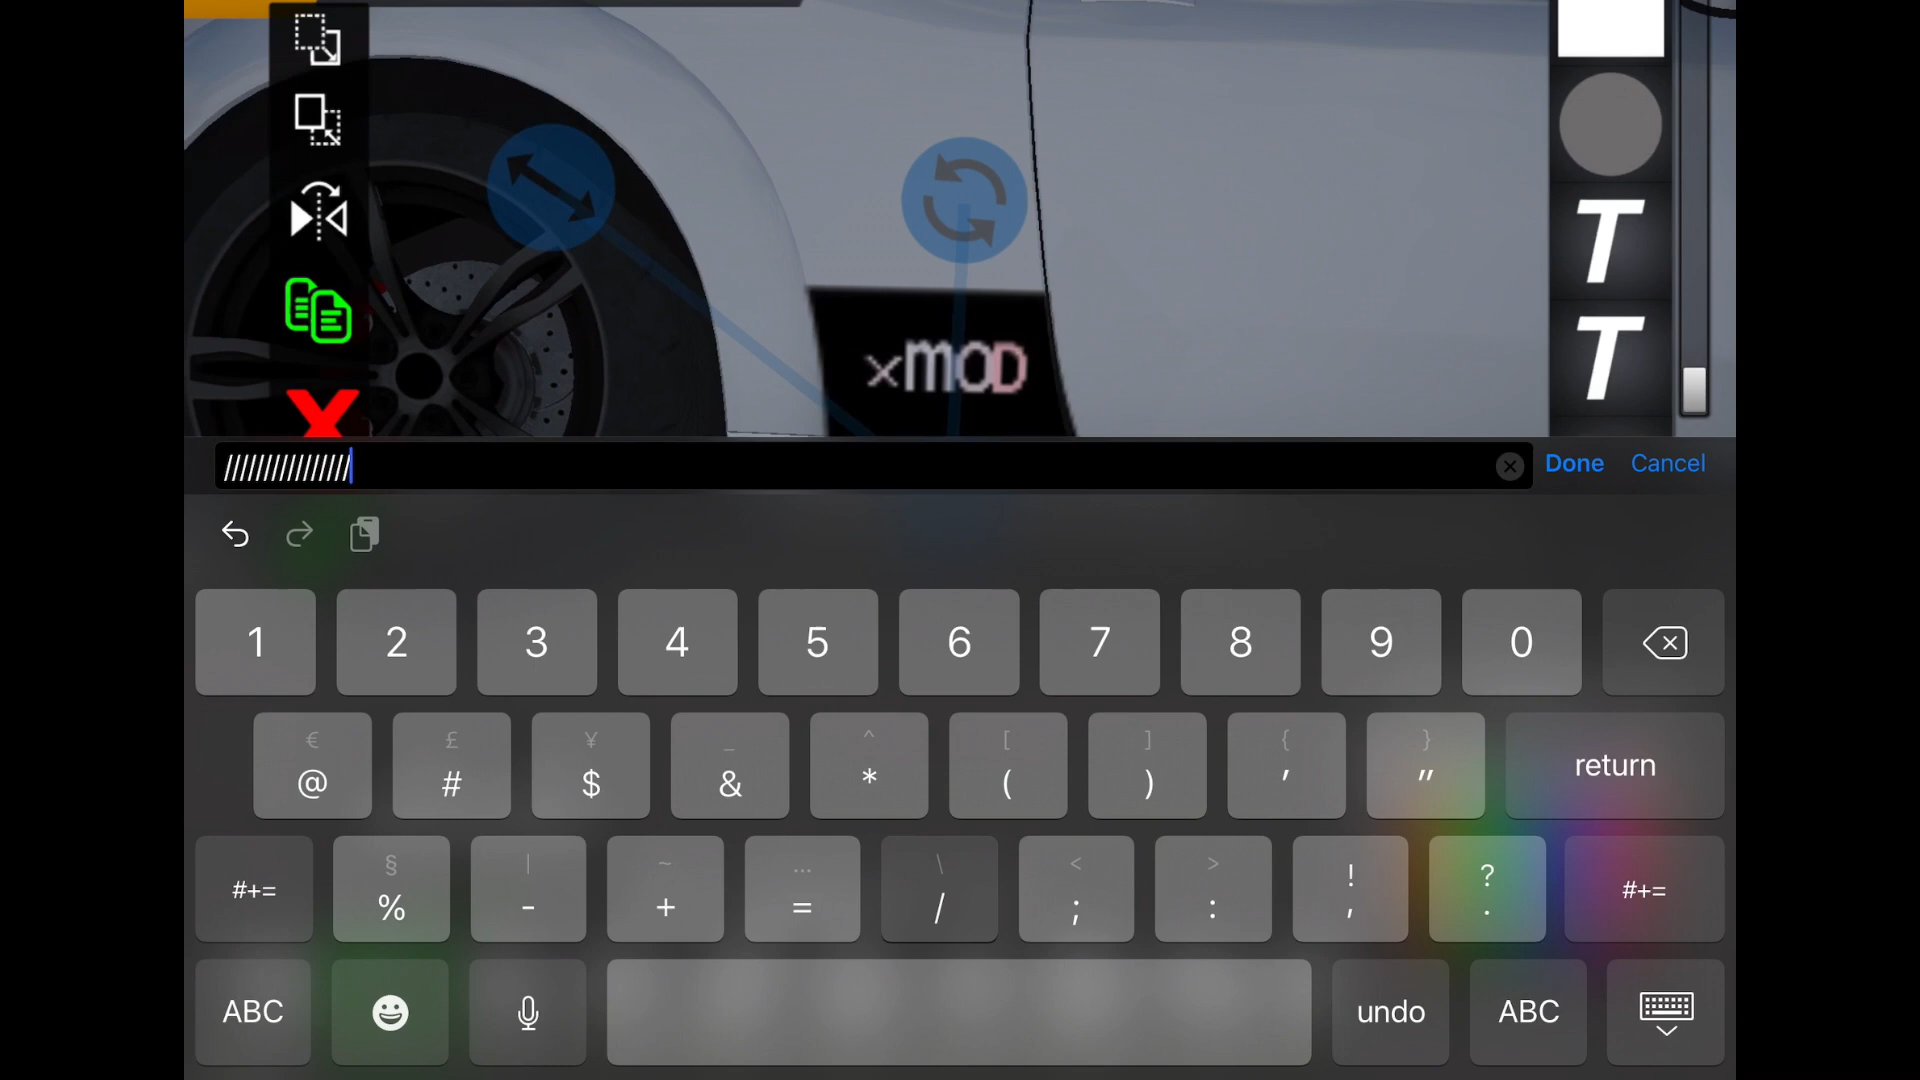 T
T
xMOD
////////////////
Done Cancel
1 2 3 4 5 6 7 8 9 0
€ £ ¥ _ ^ [ ] { }
@ # $ & * ( ) ' " return
§ | ~ … \ < > ! ?
#+= % - + = / ; : , . #+=
ABC undo ABC